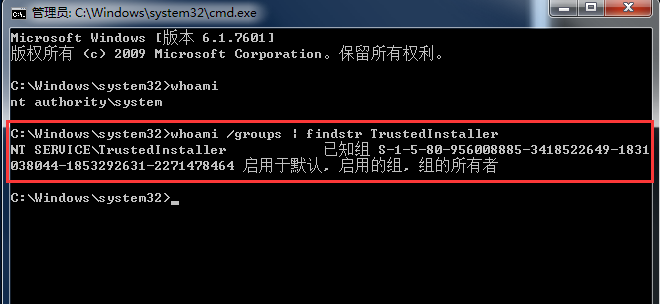 管理员: C:\Windows\system32\cmd.exe
Microsoft Windows [版本 6.1.7601]
版权所有 (c) 2009 Microsoft Corporation。保留所有权利。
C:\Windows\system32>whoami
nt authority\system
C:\Windows\system32>whoami /groups | findstr TrustedInstaller
NT SERVICE\TrustedInstaller 已知组 S-1-5-80-956008885-3418522649-1831
038044-1853292631-2271478464 启用于默认, 启用的组, 组的所有者
C:\Windows\system32>